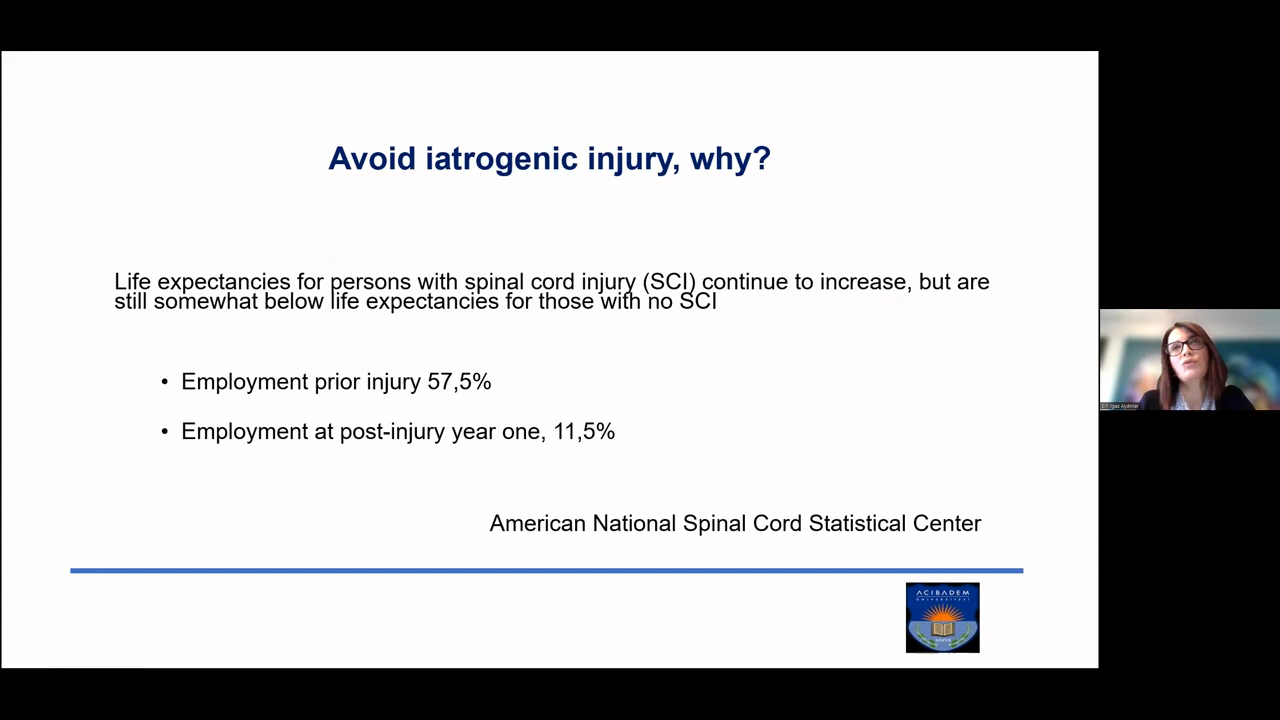 Avoid iatrogenic injury, why?
Life expectancies for persons with spinal cord injury (SCI) continue to increase, but are
still somewhat below life expectancies for those with no SCI
• Employment prior injury 57,5%
• Employment at post-injury year one, 11,5%
American National Spinal Cord Statistical Center
ACIBADEM
Aydinlar